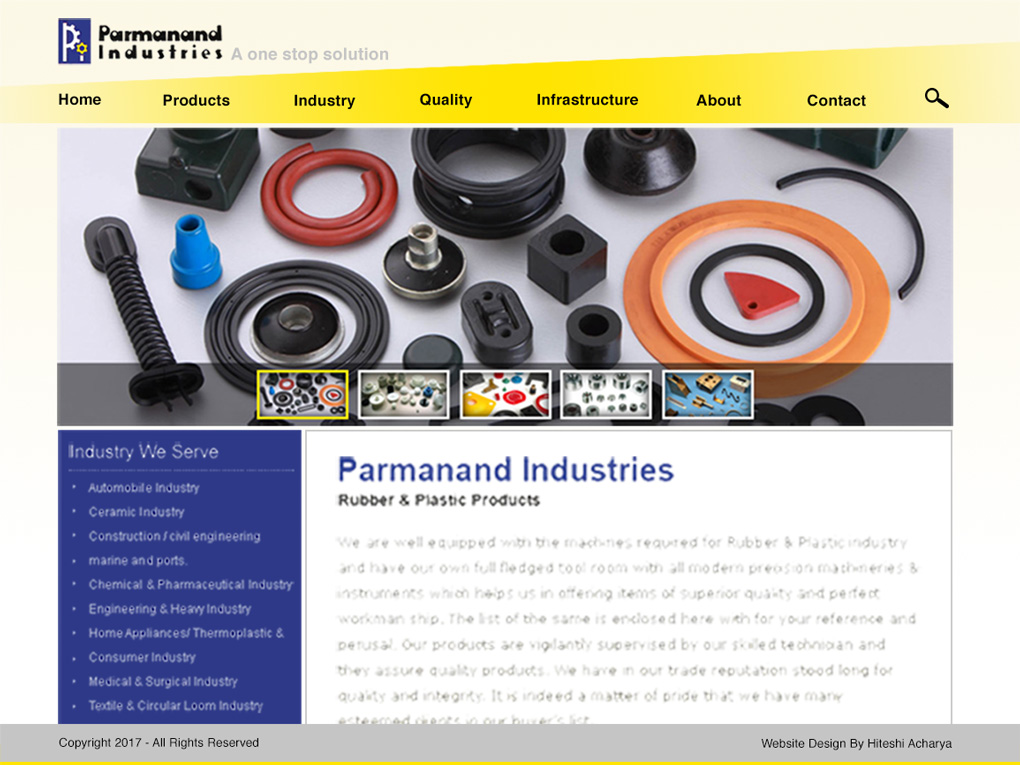 Parmanand
Industries A one stop solution
Home Products Industry Quality Infrastructure About Contact
Industry We Serve
Automobile Industry
Ceramic Industry
Construction / civil engineering
marine and ports.
Chemical & Pharmaceutical Industry
Engineering & Heavy Industry
Home Appliances/ Thermoplastic &
Consumer Industry
Medical & Surgical Industry
Textile & Circular Loom Industry
Parmanand Industries
Rubber & Plastic Products
We are well equipped with the machines required for Rubber & Plastic industry
and have our own full fledged tool room with all modern precision machineries &
instruments which helps us in offering items of superior quality and perfect
workman ship. The list of the same is enclosed here with for your reference and
perusal. Our products are vigilantly supervised by our skilled technician and
they assure quality products. We have in our trade reputation stood long for
quality and integrity. It is indeed a matter of pride that we have many
esteemed clients in our buyer's list.
Copyright 2017 - All Rights Reserved
Website Design By Hiteshi Acharya